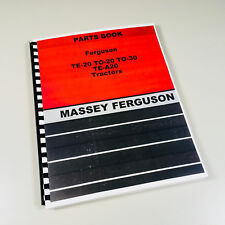 PARTS BOOK
Ferguson
TE-20 TO-20 TO-30
TE-A20
Tractors
MASSEY FERGUSON